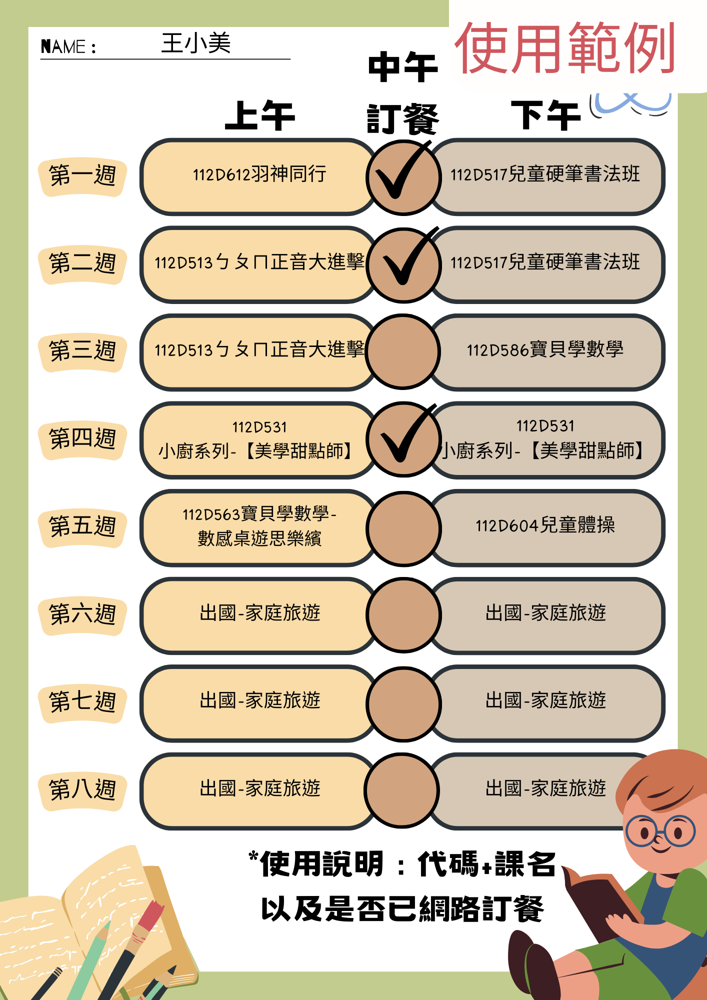 使用範例
NAME： 王小美
上午
中午
訂餐
下午
第一週
112D612羽神同行
112D517兒童硬筆書法班
第二週
112D513ㄅㄆㄇ正音大進擊
112D517兒童硬筆書法班
第三週
112D513ㄅㄆㄇ正音大進擊
112D586寶貝學數學
第四週
112D531
小廚系列-【美學甜點師】
112D531
小廚系列-【美學甜點師】
第五週
112D563寶貝學數學-
數感桌遊思樂繽
112D604兒童體操
第六週
出國-家庭旅遊
出國-家庭旅遊
第七週
出國-家庭旅遊
出國-家庭旅遊
第八週
出國-家庭旅遊
出國-家庭旅遊
*使用說明：代碼+課名
以及是否已網路訂餐